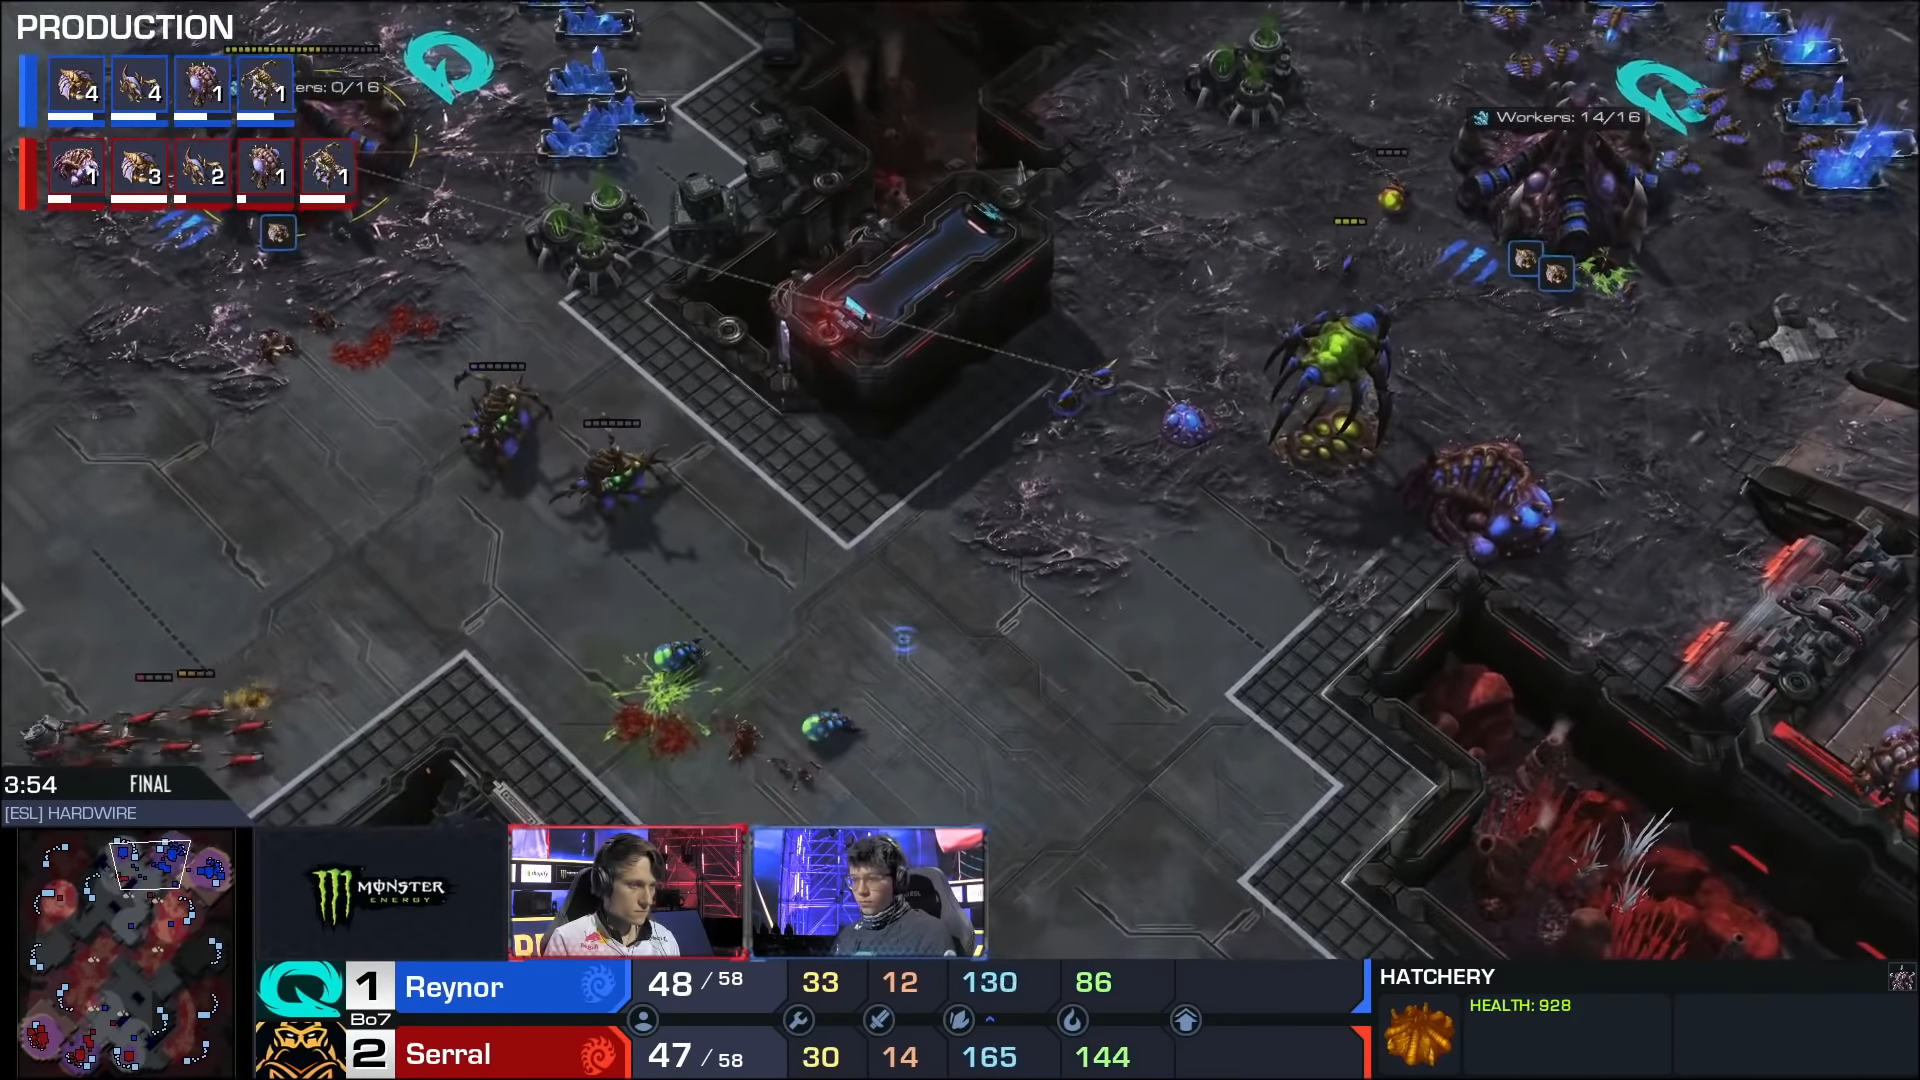 PRODUCTION
4 4 1 1
ers: 0/16
1 3 2 1 1
Workers: 14/16
3:54 FINAL
[ESL] HARDWIRE
MONSTER
ENERGY
1 Reynor 48 / 58 33 12 130 86
Bo7
2 Serral 47 / 58 30 14 165 144
HATCHERY
HEALTH: 928